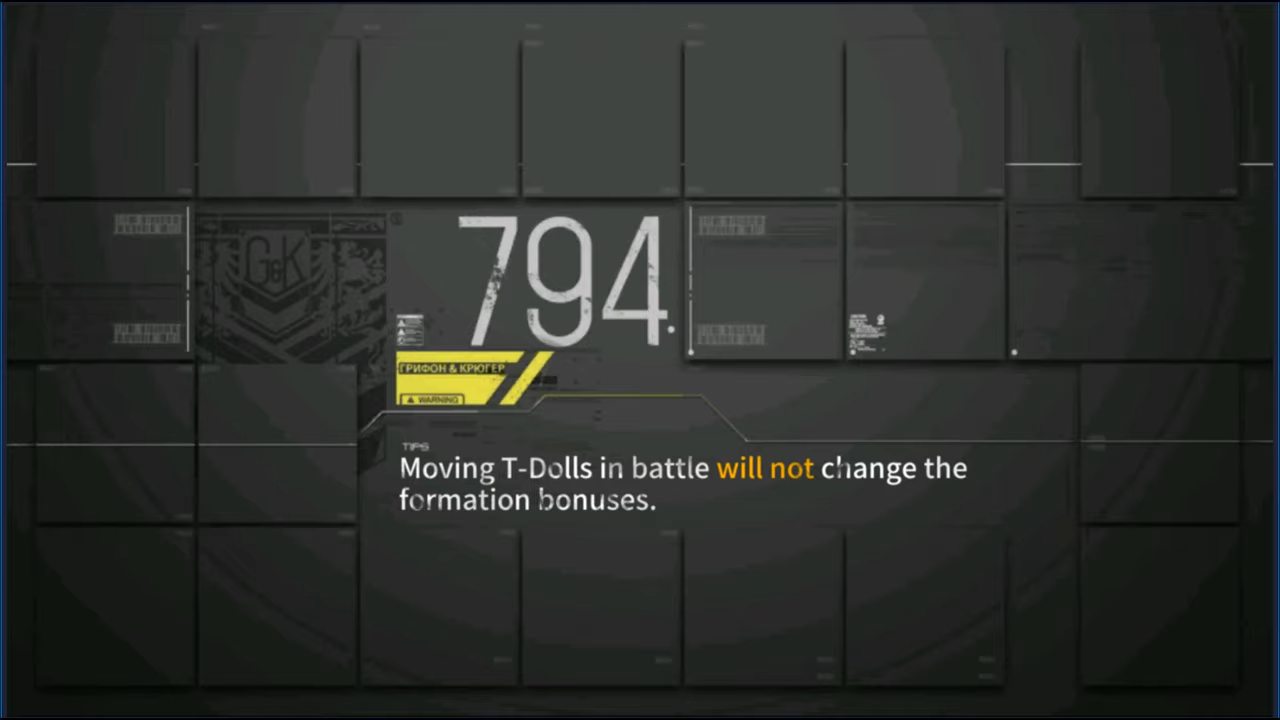 G&K
794.
ГРИФОН & КРЮГЕР
WARNING
TIPS
Moving T-Dolls in battle will not change the
formation bonuses.